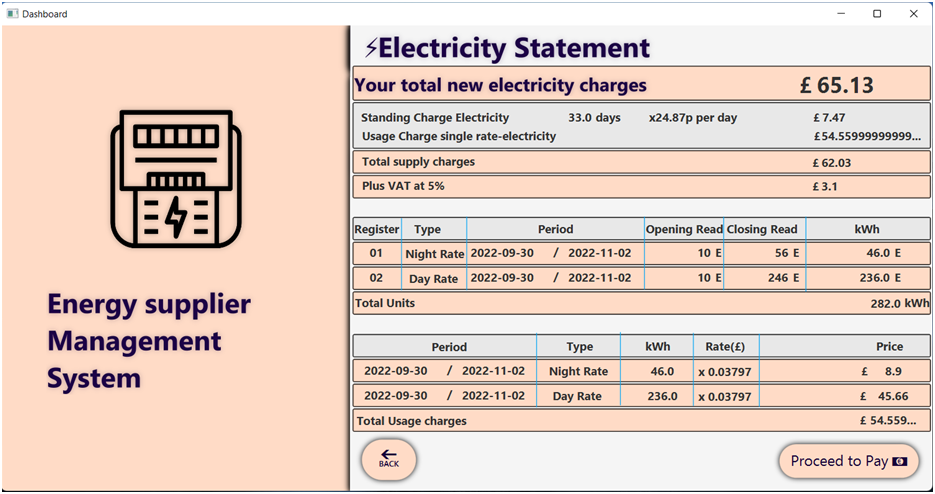 Dashboard
⚡Electricity Statement
Your total new electricity charges £ 65.13
Standing Charge Electricity 33.0 days x24.87p per day £ 7.47
Usage Charge single rate-electricity £54.55999999999...
Total supply charges £ 62.03
Plus VAT at 5% £ 3.1
Register Type Period Opening Read Closing Read kWh
01 Night Rate 2022-09-30 / 2022-11-02 10 E 56 E 46.0 E
02 Day Rate 2022-09-30 / 2022-11-02 10 E 246 E 236.0 E
Total Units 282.0 kWh
Period Type kWh Rate(£) Price
2022-09-30 / 2022-11-02 Night Rate 46.0 x 0.03797 £ 8.9
2022-09-30 / 2022-11-02 Day Rate 236.0 x 0.03797 £ 45.66
Total Usage charges £ 54.559...
BACK
Proceed to Pay
Energy supplier
Management
System